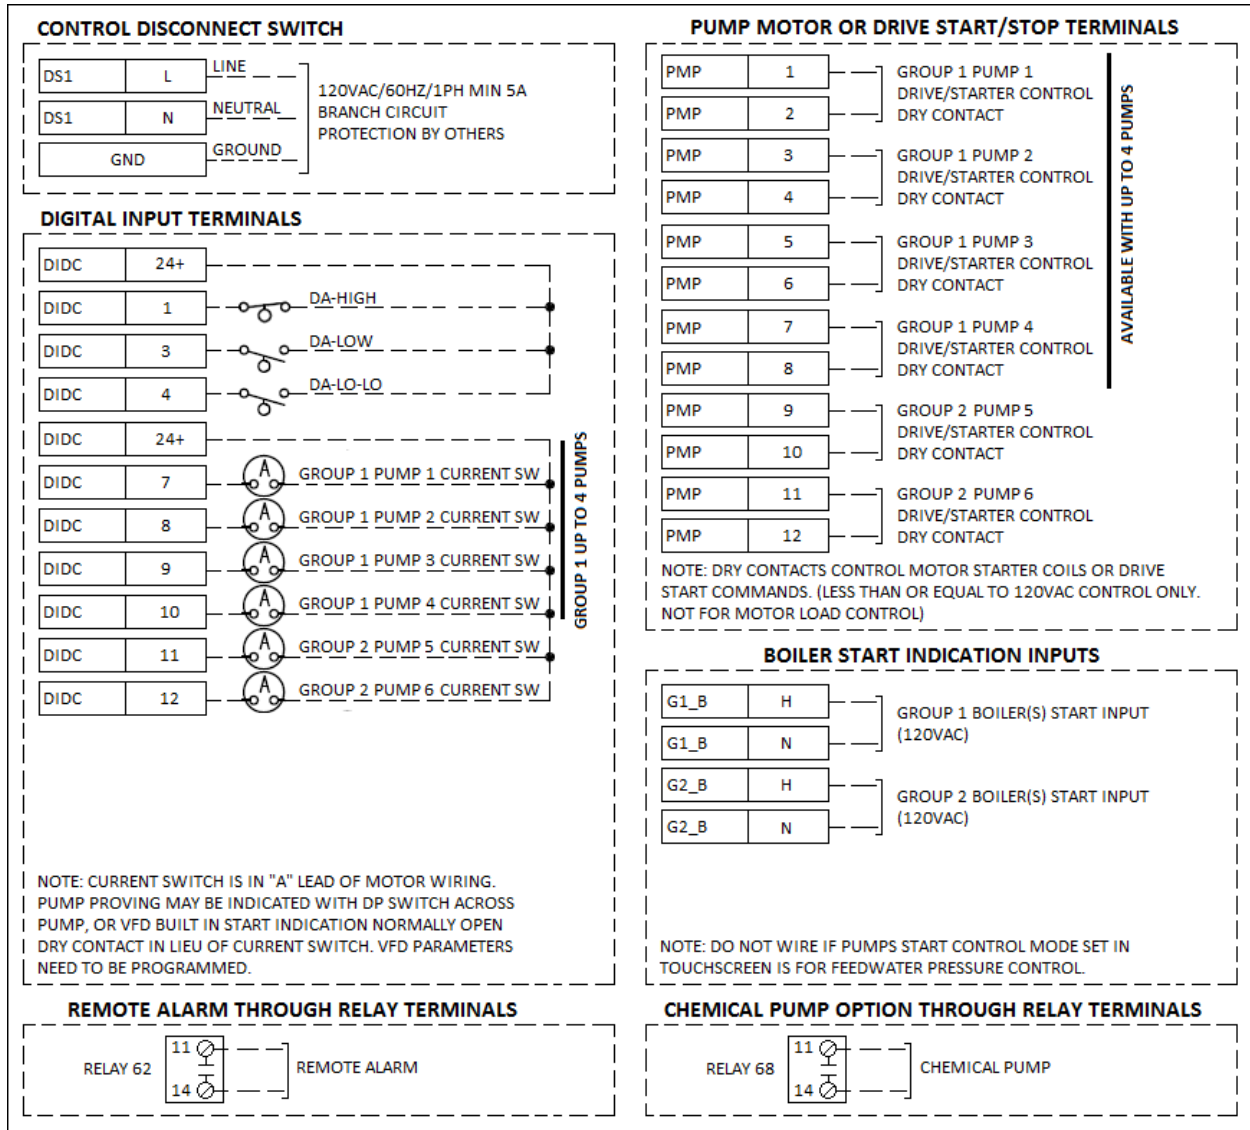 CONTROL DISCONNECT SWITCH
DS1 L LINE
DS1 N NEUTRAL
GND GROUND
120VAC/60HZ/1PH MIN 5A
BRANCH CIRCUIT
PROTECTION BY OTHERS
DIGITAL INPUT TERMINALS
DIDC 24+
DIDC 1 DA-HIGH
DIDC 3 DA-LOW
DIDC 4 DA-LO-LO
DIDC 24+
DIDC 7 A GROUP 1 PUMP 1 CURRENT SW
DIDC 8 A GROUP 1 PUMP 2 CURRENT SW
DIDC 9 A GROUP 1 PUMP 3 CURRENT SW
DIDC 10 A GROUP 1 PUMP 4 CURRENT SW
DIDC 11 A GROUP 2 PUMP 5 CURRENT SW
DIDC 12 A GROUP 2 PUMP 6 CURRENT SW
GROUP 1 UP TO 4 PUMPS
NOTE: CURRENT SWITCH IS IN "A" LEAD OF MOTOR WIRING.
PUMP PROVING MAY BE INDICATED WITH DP SWITCH ACROSS
PUMP, OR VFD BUILT IN START INDICATION NORMALLY OPEN
DRY CONTACT IN LIEU OF CURRENT SWITCH. VFD PARAMETERS
NEED TO BE PROGRAMMED.
REMOTE ALARM THROUGH RELAY TERMINALS
RELAY 62
11
14
REMOTE ALARM
PUMP MOTOR OR DRIVE START/STOP TERMINALS
PMP 1
PMP 2
GROUP 1 PUMP 1
DRIVE/STARTER CONTROL
DRY CONTACT
PMP 3
PMP 4
GROUP 1 PUMP 2
DRIVE/STARTER CONTROL
DRY CONTACT
PMP 5
PMP 6
GROUP 1 PUMP 3
DRIVE/STARTER CONTROL
DRY CONTACT
PMP 7
PMP 8
GROUP 1 PUMP 4
DRIVE/STARTER CONTROL
DRY CONTACT
AVAILABLE WITH UP TO 4 PUMPS
PMP 9
PMP 10
GROUP 2 PUMP 5
DRIVE/STARTER CONTROL
DRY CONTACT
PMP 11
PMP 12
GROUP 2 PUMP 6
DRIVE/STARTER CONTROL
DRY CONTACT
NOTE: DRY CONTACTS CONTROL MOTOR STARTER COILS OR DRIVE
START COMMANDS. (LESS THAN OR EQUAL TO 120VAC CONTROL ONLY.
NOT FOR MOTOR LOAD CONTROL)
BOILER START INDICATION INPUTS
G1_B H
G1_B N
GROUP 1 BOILER(S) START INPUT
(120VAC)
G2_B H
G2_B N
GROUP 2 BOILER(S) START INPUT
(120VAC)
NOTE: DO NOT WIRE IF PUMPS START CONTROL MODE SET IN
TOUCHSCREEN IS FOR FEEDWATER PRESSURE CONTROL.
CHEMICAL PUMP OPTION THROUGH RELAY TERMINALS
RELAY 68
11
14
CHEMICAL PUMP